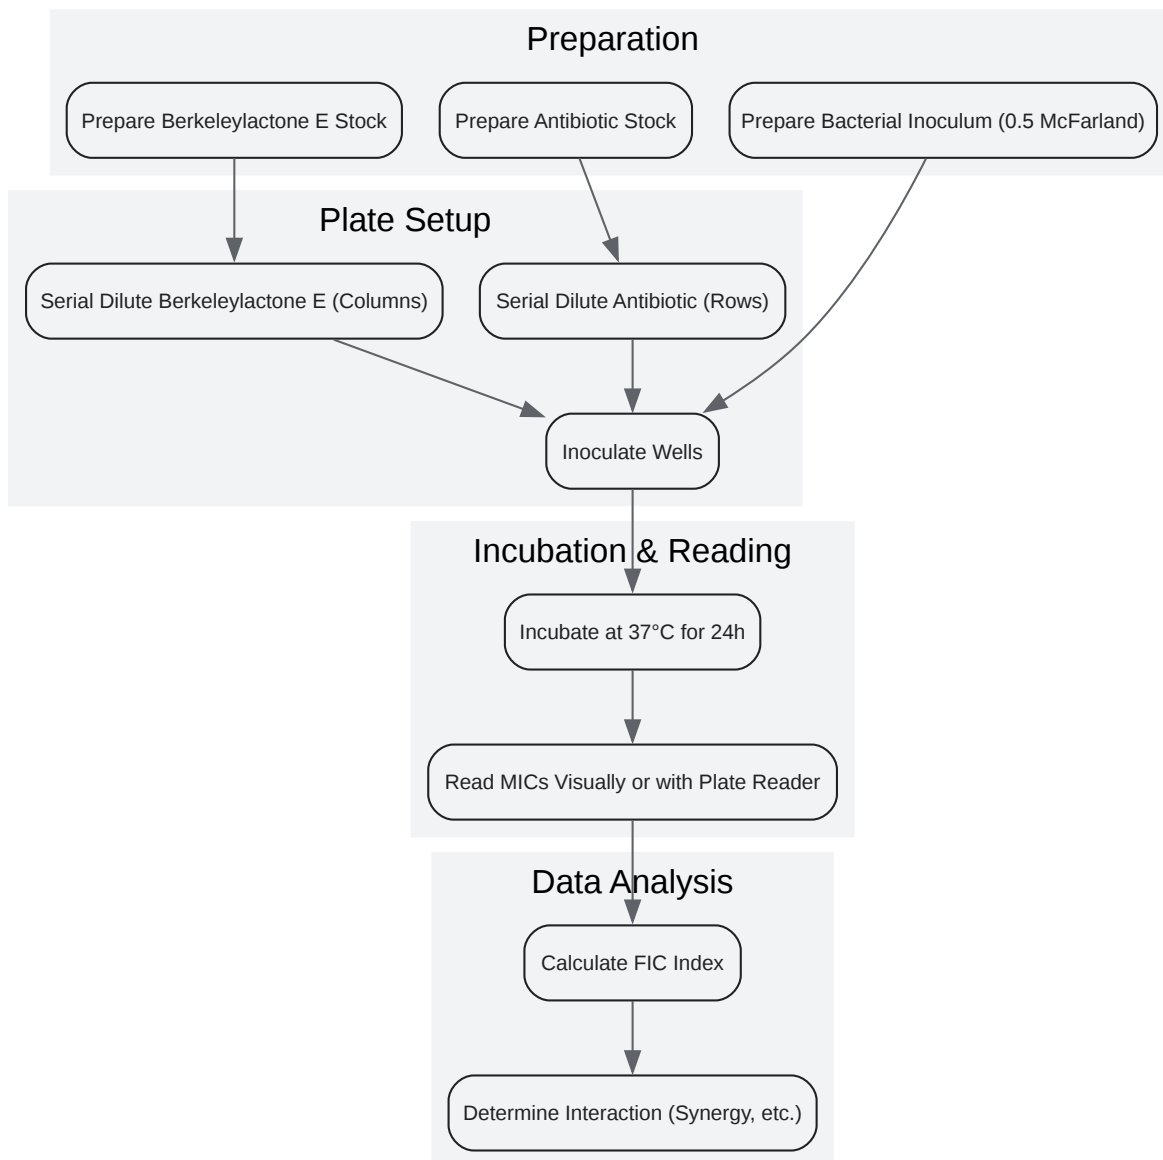 Preparation
Prepare Berkeleylactone E Stock
Prepare Antibiotic Stock
Prepare Bacterial Inoculum (0.5 McFarland)
Plate Setup
Serial Dilute Berkeleylactone E (Columns)
Serial Dilute Antibiotic (Rows)
Inoculate Wells
Incubation & Reading
Incubate at 37°C for 24h
Read MICs Visually or with Plate Reader
Data Analysis
Calculate FIC Index
Determine Interaction (Synergy, etc.)